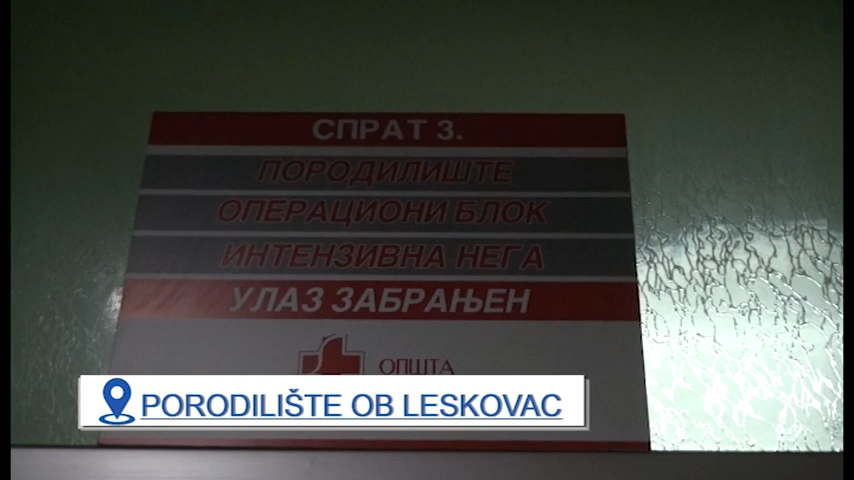 СПРАТ 3.
ПОРОДИЛИШТЕ
ОПЕРАЦИОНИ БЛОК
ИНТЕНЗИВНА НЕГА
УЛАЗ ЗАБРАЊЕН
ОПШТА
PORODILIŠTE OB LESKOVAC